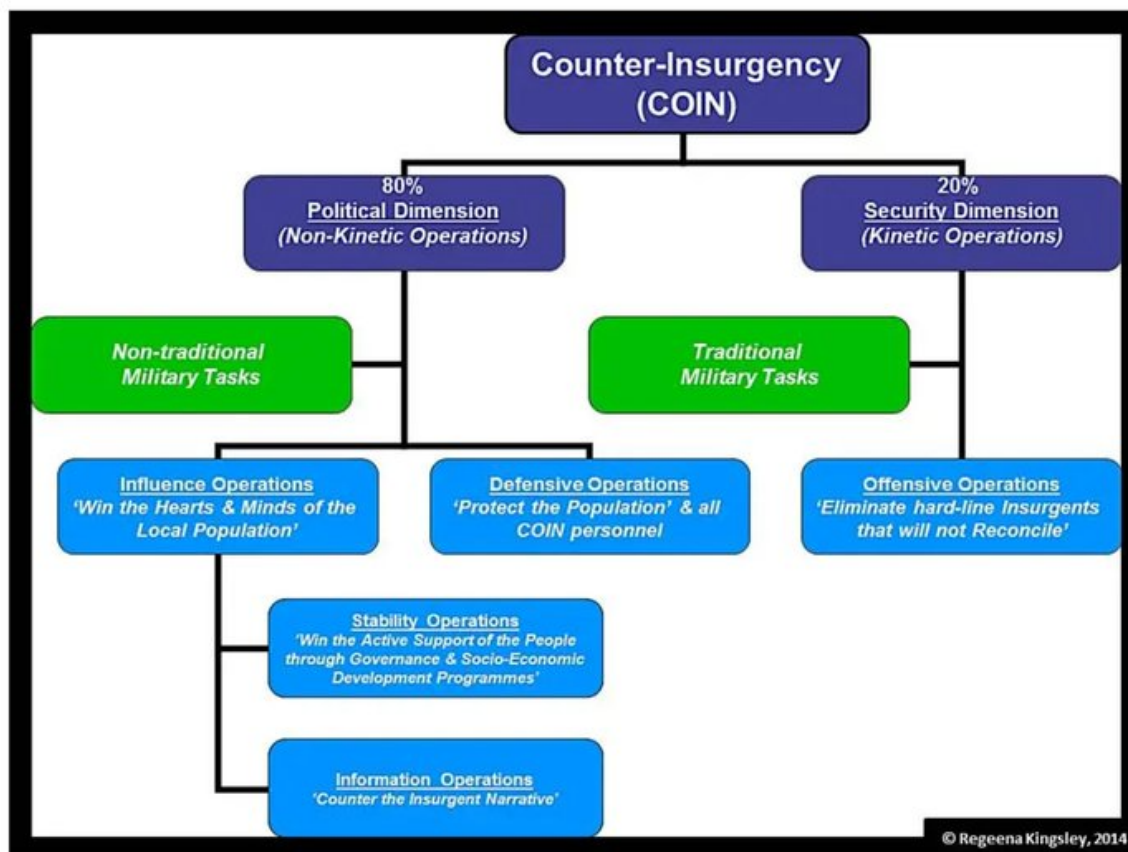 Counter-Insurgency
(COIN)
80%
Political Dimension
(Non-Kinetic Operations)
20%
Security Dimension
(Kinetic Operations)
Non-traditional
Military Tasks
Traditional
Military Tasks
Influence Operations
‘Win the Hearts & Minds of the
Local Population’
Defensive Operations
‘Protect the Population’ & all
COIN personnel
Offensive Operations
‘Eliminate hard-line Insurgents
that will not Reconcile’
Stability Operations
‘Win the Active Support of the People
through Governance & Socio-Economic
Development Programmes’
Information Operations
‘Counter the Insurgent Narrative’
© Regeena Kingsley, 2014